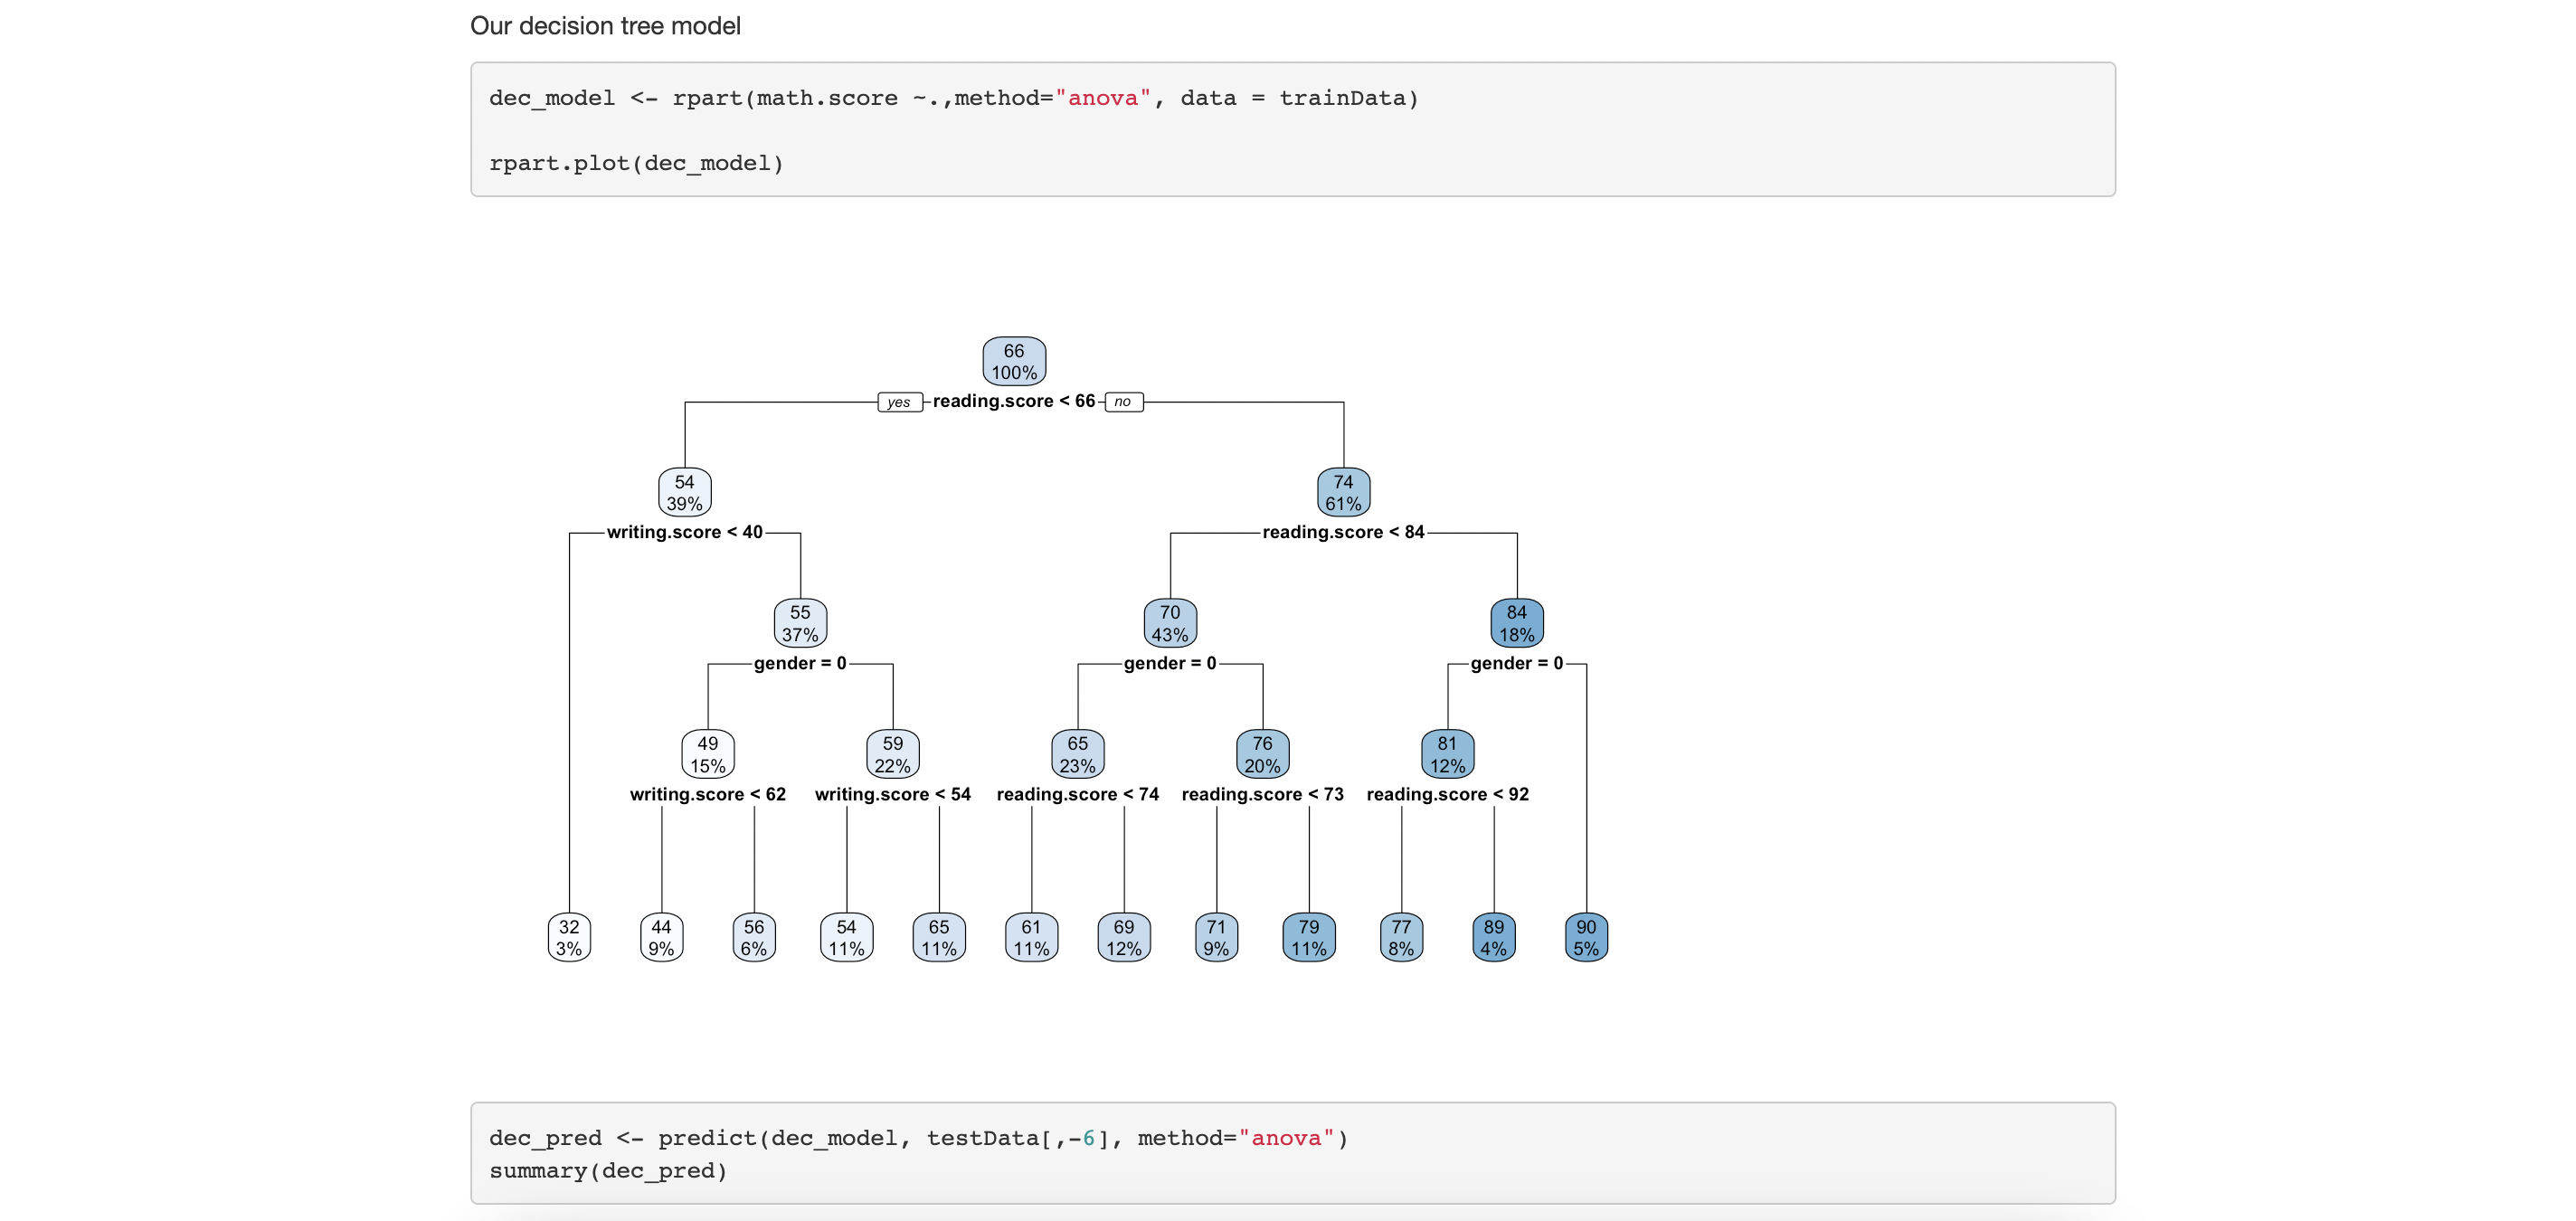 Our decision tree model
dec_model <- rpart(math.score ~.,method="anova", data = trainData)
rpart.plot(dec_model)
66
100%
yes reading.score < 66 no
54
39%
74
61%
writing.score < 40
reading.score < 84
55
37%
70
43%
84
18%
gender = 0
gender = 0
gender = 0
49
15%
59
22%
65
23%
76
20%
81
12%
writing.score < 62
writing.score < 54
reading.score < 74
reading.score < 73
reading.score < 92
32
3%
44
9%
56
6%
54
11%
65
11%
61
11%
69
12%
71
9%
79
11%
77
8%
89
4%
90
5%
dec_pred <- predict(dec_model, testData[,-6], method="anova")
summary(dec_pred)